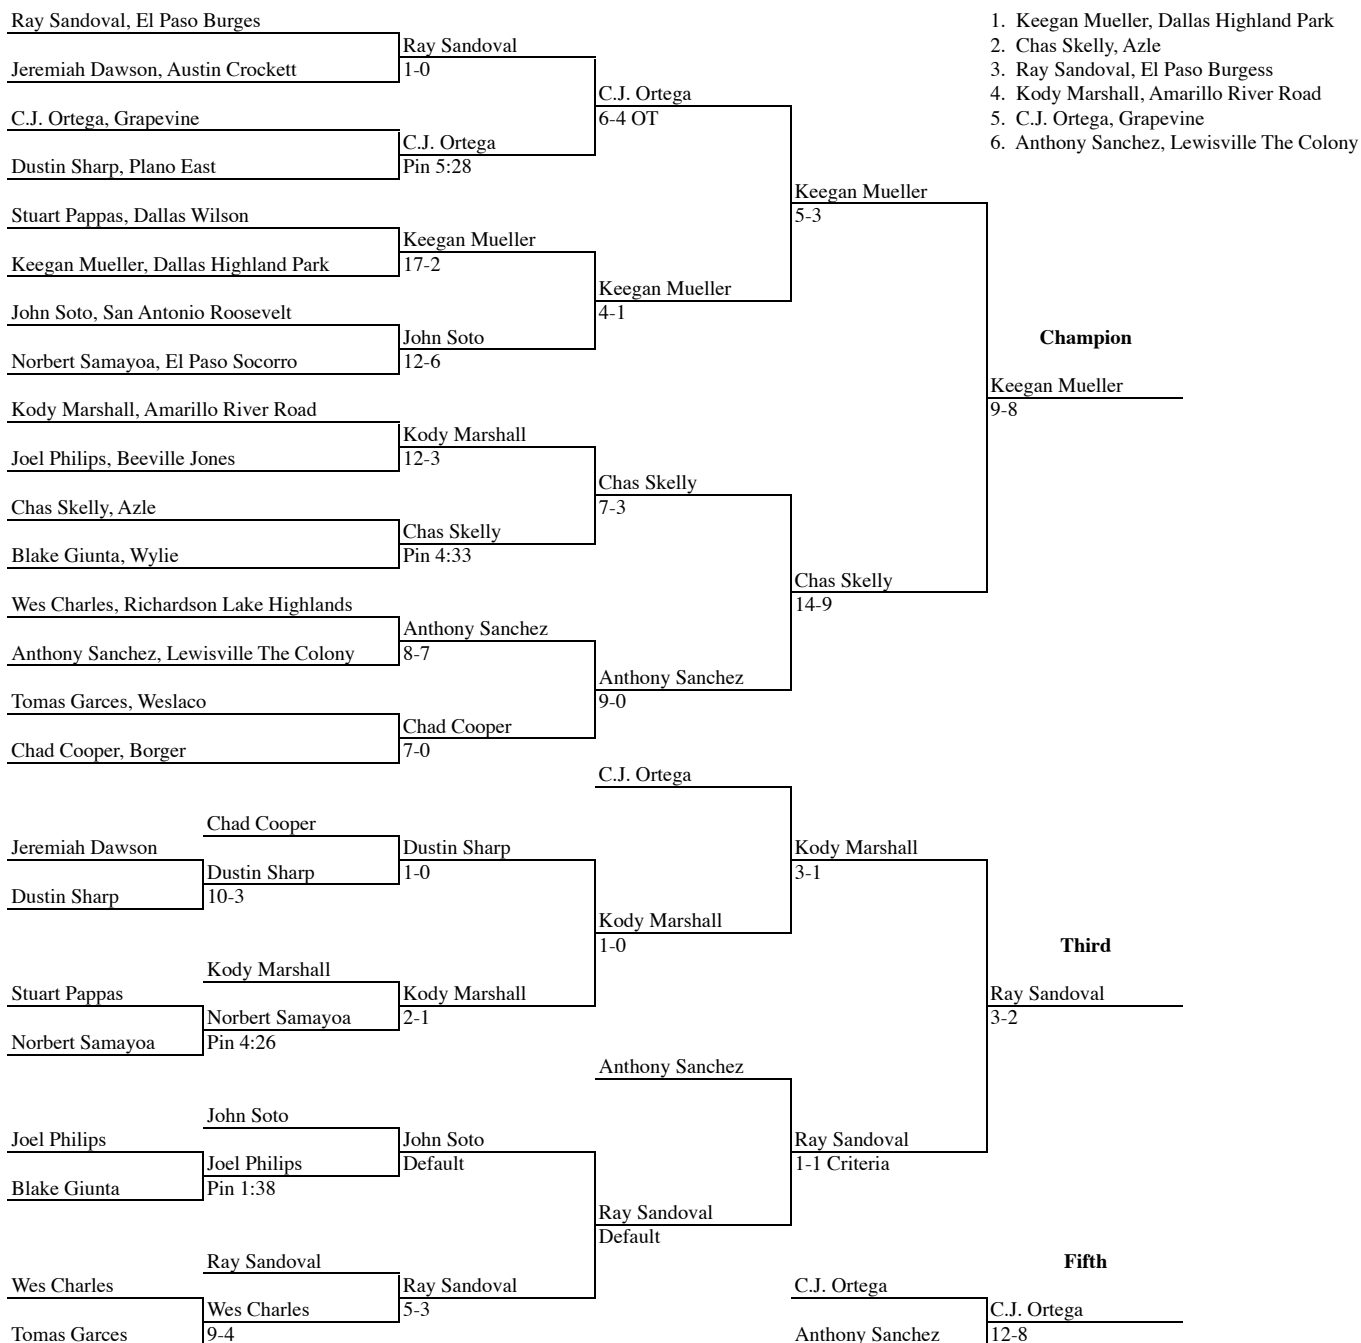 Ray Sandoval, El Paso Burges
Jeremiah Dawson, Austin Crockett
C.J. Ortega, Grapevine
Dustin Sharp, Plano East
Stuart Pappas, Dallas Wilson
Keegan Mueller, Dallas Highland Park
John Soto, San Antonio Roosevelt
Norbert Samayoa, El Paso Socorro
Kody Marshall, Amarillo River Road
Joel Philips, Beeville Jones
Chas Skelly, Azle
Blake Giunta, Wylie
Wes Charles, Richardson Lake Highlands
Anthony Sanchez, Lewisville The Colony
Tomas Garces, Weslaco
Chad Cooper, Borger
Ray Sandoval
1-0
C.J. Ortega
Pin 5:28
Keegan Mueller
17-2
John Soto
12-6
Kody Marshall
12-3
Chas Skelly
Pin 4:33
Anthony Sanchez
8-7
Chad Cooper
7-0
C.J. Ortega
6-4 OT
Keegan Mueller
4-1
Chas Skelly
7-3
Anthony Sanchez
9-0
Keegan Mueller
5-3
Chas Skelly
14-9
Champion
Keegan Mueller
9-8
1. Keegan Mueller, Dallas Highland Park
2. Chas Skelly, Azle
3. Ray Sandoval, El Paso Burgess
4. Kody Marshall, Amarillo River Road
5. C.J. Ortega, Grapevine
6. Anthony Sanchez, Lewisville The Colony
Jeremiah Dawson
Dustin Sharp
Stuart Pappas
Norbert Samayoa
Joel Philips
Blake Giunta
Wes Charles
Tomas Garces
Chad Cooper
Dustin Sharp
10-3
Kody Marshall
Norbert Samayoa
Pin 4:26
John Soto
Joel Philips
Pin 1:38
Ray Sandoval
Wes Charles
9-4
Dustin Sharp
1-0
Kody Marshall
2-1
John Soto
Default
Ray Sandoval
5-3
C.J. Ortega
Kody Marshall
1-0
Anthony Sanchez
Ray Sandoval
Default
Kody Marshall
3-1
Ray Sandoval
1-1 Criteria
Third
Ray Sandoval
3-2
Fifth
C.J. Ortega
Anthony Sanchez
C.J. Ortega
12-8